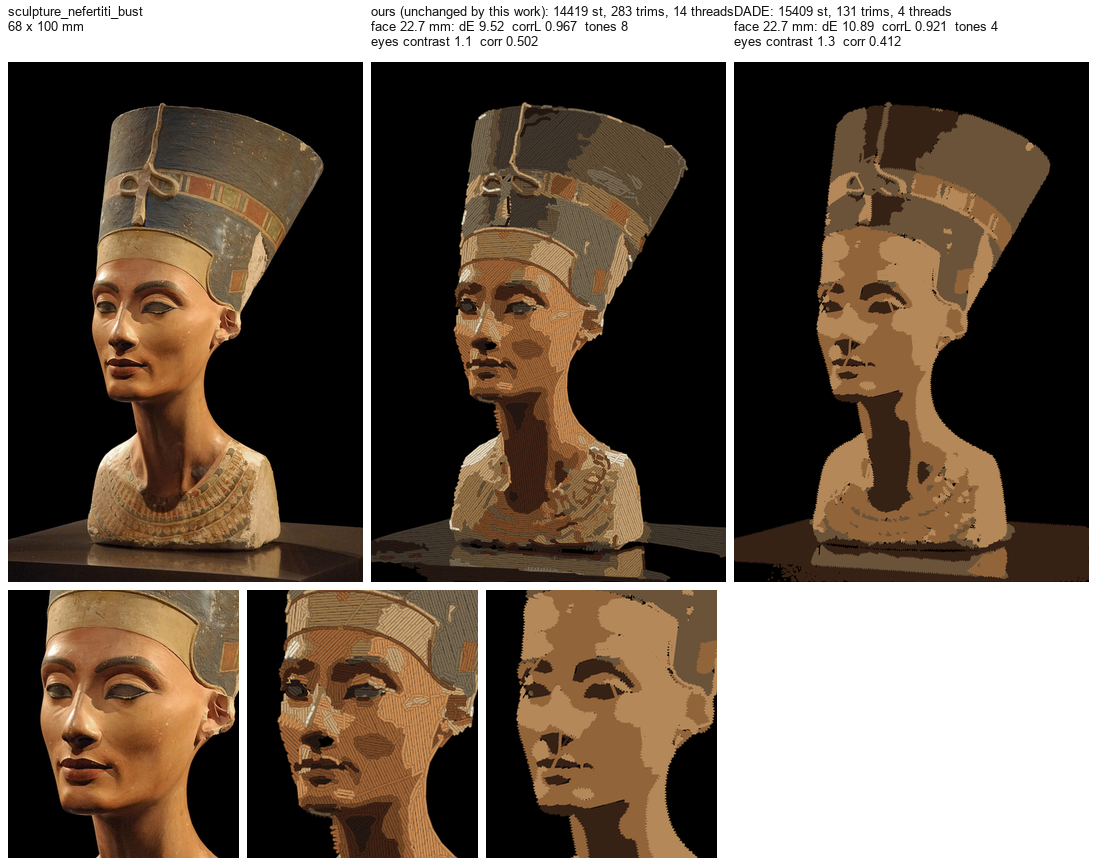 sculpture_nefertiti_bust
68 x 100 mm
ours (unchanged by this work): 14419 st, 283 trims, 14 threads
face 22.7 mm: dE 9.52  corrL 0.967  tones 8
eyes contrast 1.1  corr 0.502
DADE: 15409 st, 131 trims, 4 threads
face 22.7 mm: dE 10.89  corrL 0.921  tones 4
eyes contrast 1.3  corr 0.412